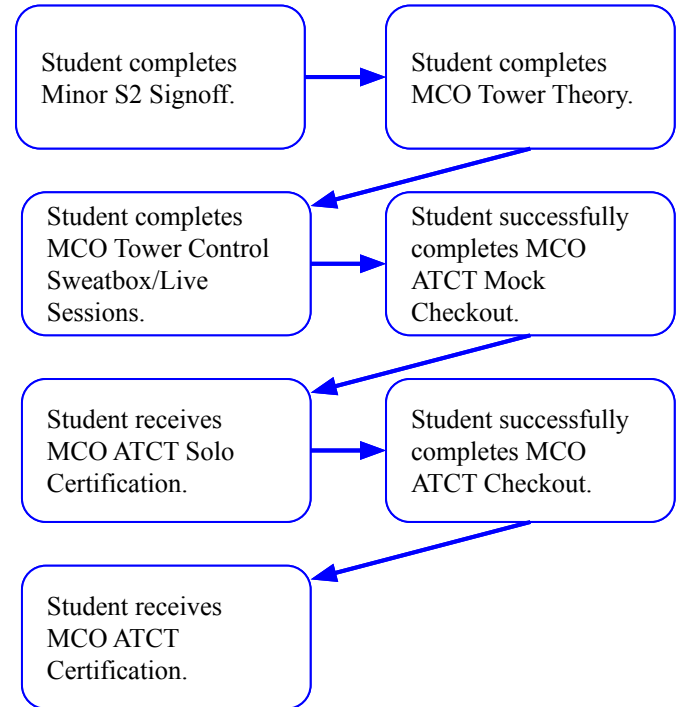 Student completes
Minor S2 Signoff.
Student completes
MCO Tower Theory.
Student completes
MCO Tower Control
Sweatbox/Live
Sessions.
Student successfully
completes MCO
ATCT Mock
Checkout.
Student receives
MCO ATCT Solo
Certification.
Student successfully
completes MCO
ATCT Checkout.
Student receives
MCO ATCT
Certification.